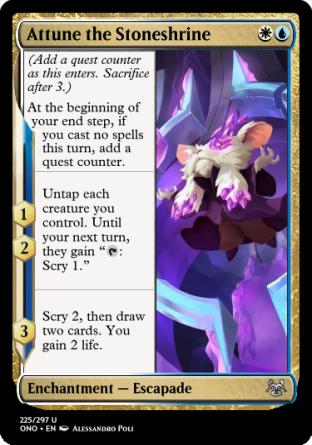 Attune the Stoneshrine
(Add a quest counter
as this enters. Sacrifice
after 3.)
At the beginning of
your end step, if
you cast no spells
this turn, add a
quest counter.
1
2
Untap each
creature you
control. Until
your next turn,
they gain “:
Scry 1.”
3
Scry 2, then draw
two cards. You
gain 2 life.
Enchantment — Escapade
225/297 U
ONO • EN Alessandro Poli